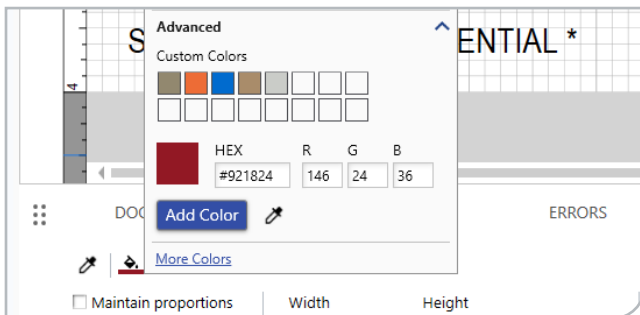 Advanced
S ENTIAL *
Custom Colors
4
HEX R G B
#921824 146 24 36
Add Color
DOC ERRORS
More Colors
Maintain proportions Width Height